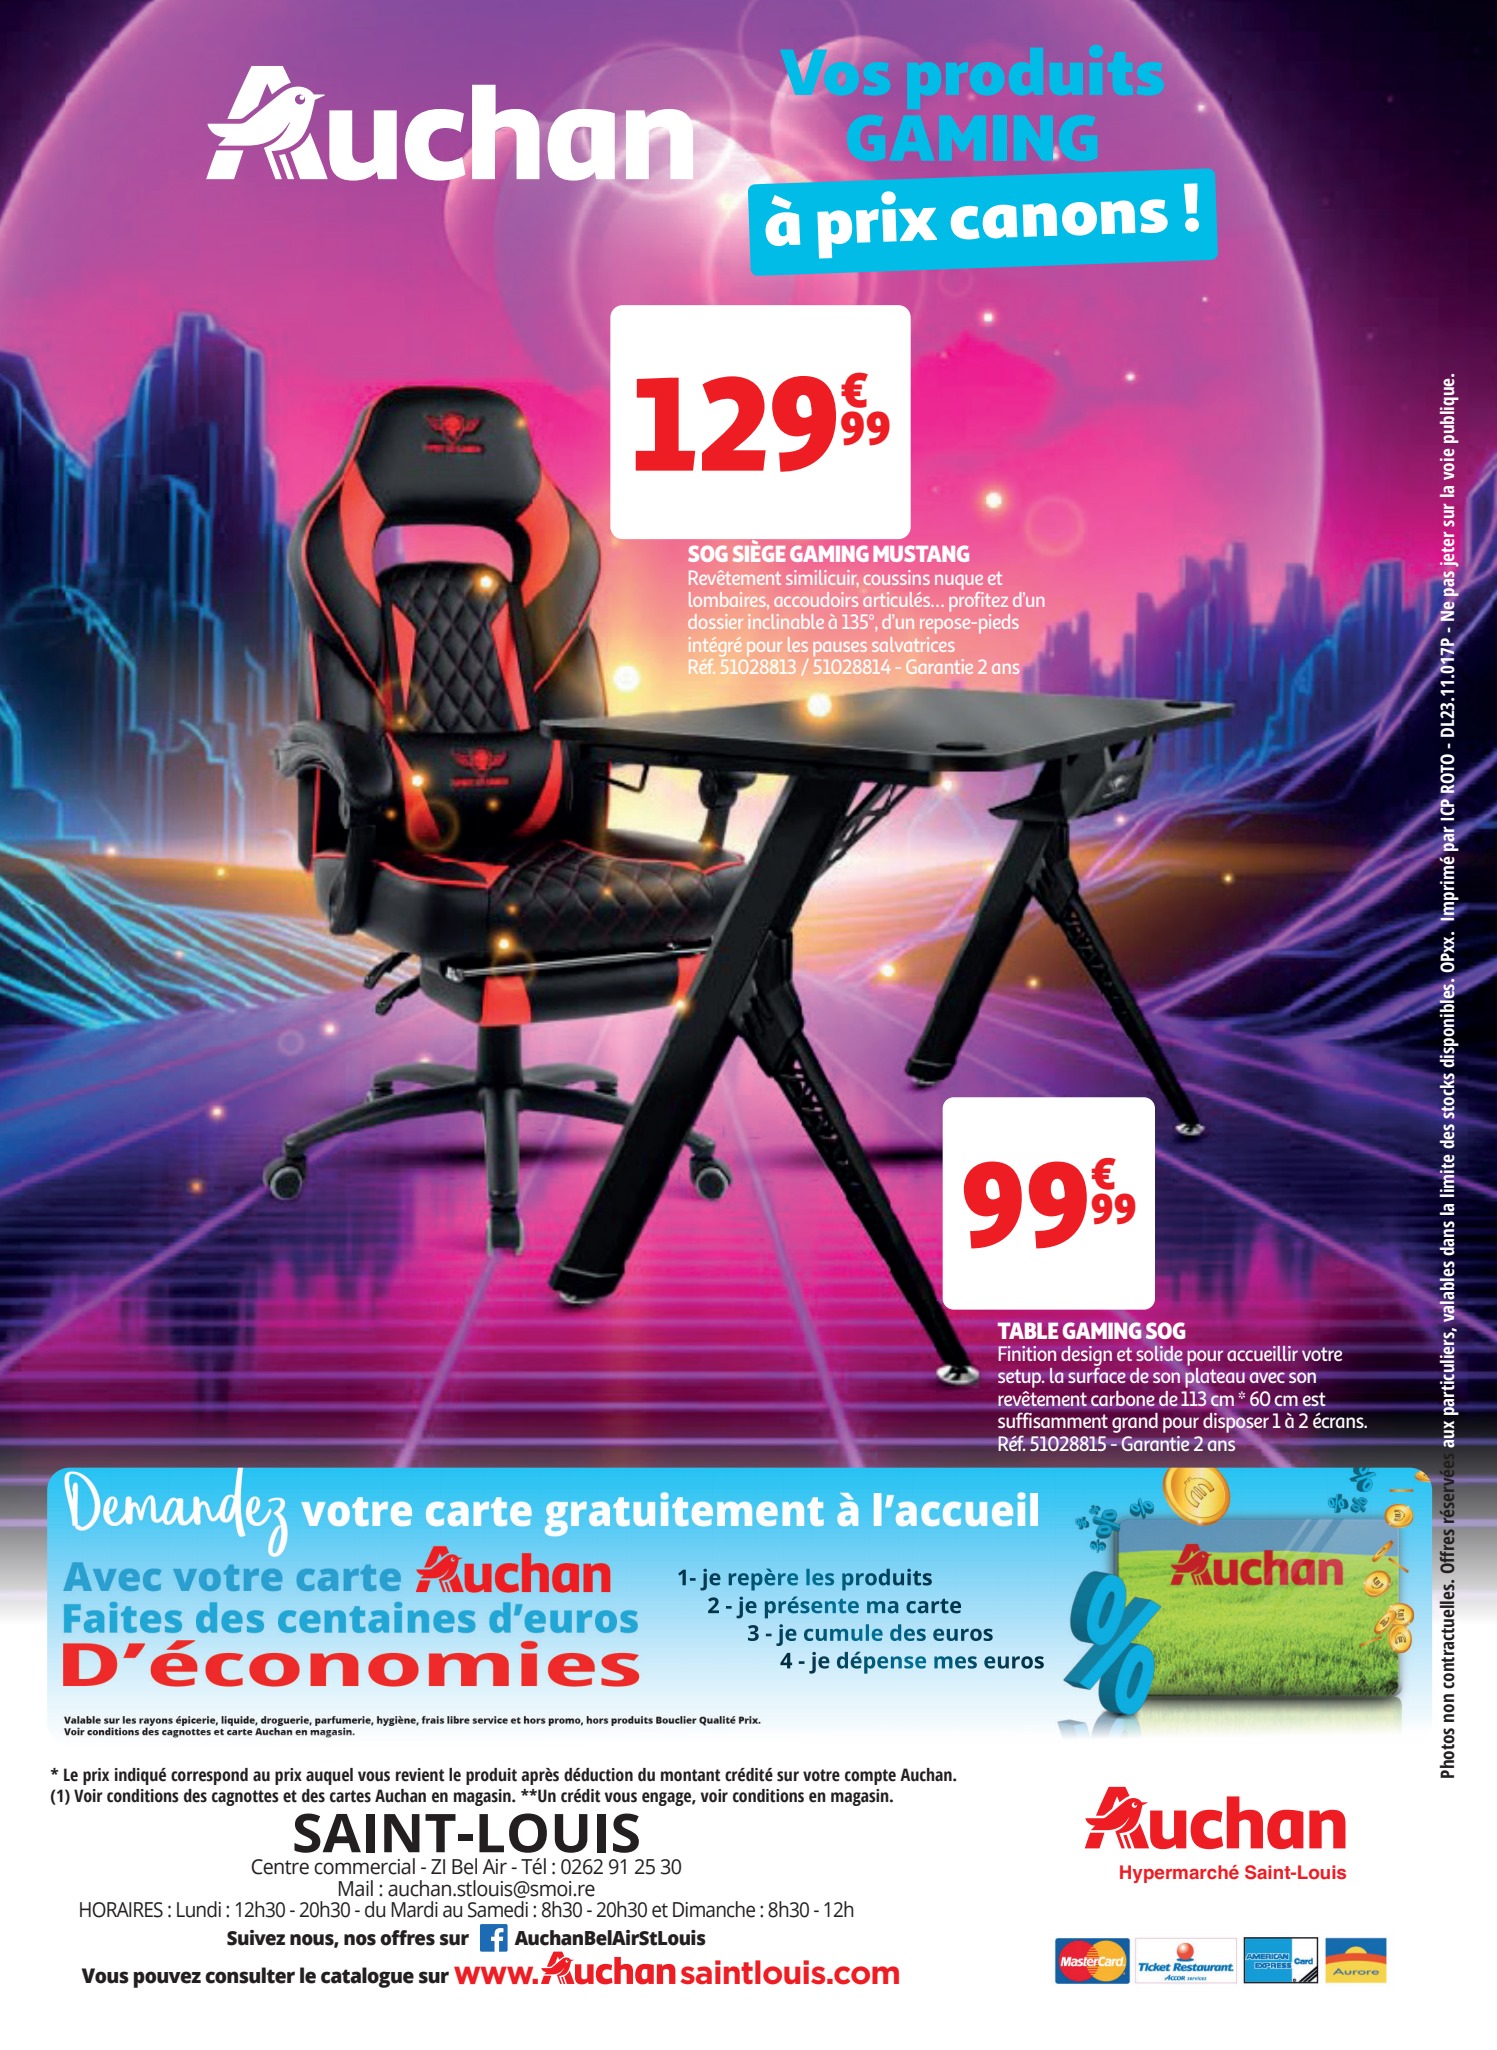 Auchan
Vos produits
GAMING
à prix canons !
129€99
SOG SIÈGE GAMING MUSTANG
Revêtement similicuir, coussins nuque et
lombaires, accoudoirs articulés... profitez d'un
dossier inclinable à 135°, d'un repose-pieds
intégré pour les pauses salvatrices
Réf. 51028813 / 51028814 - Garantie 2 ans
99€99
TABLE GAMING SOG
Finition design et solide pour accueillir votre
setup. la surface de son plateau avec son
revêtement carbone de 113 cm * 60 cm est
suffisamment grand pour disposer 1 à 2 écrans.
Réf. 51028815 - Garantie 2 ans
Photos non contractuelles. Offres réservées aux particuliers, valables dans la limite des stocks disponibles. OPxx. Imprimé par ICP ROTO - DL23.11.017P - Ne pas jeter sur la voie publique.
Demandez votre carte gratuitement à l'accueil
Avec votre carte Auchan
Faites des centaines d'euros
D'économies
1- je repère les produits
2 - je présente ma carte
3 - je cumule des euros
4 - je dépense mes euros
Auchan
%
Valable sur les rayons épicerie, liquide, droguerie, parfumerie, hygiène, frais libre service et hors promo, hors produits Bouclier Qualité Prix.
Voir conditions des cagnottes et carte Auchan en magasin.
* Le prix indiqué correspond au prix auquel vous revient le produit après déduction du montant crédité sur votre compte Auchan.
(1) Voir conditions des cagnottes et des cartes Auchan en magasin. **Un crédit vous engage, voir conditions en magasin.
SAINT-LOUIS
Centre commercial - ZI Bel Air - Tél : 0262 91 25 30
Mail : auchan.stlouis@smoi.re
HORAIRES : Lundi : 12h30 - 20h30 - du Mardi au Samedi : 8h30 - 20h30 et Dimanche : 8h30 - 12h
Suivez nous, nos offres sur f AuchanBelAirStLouis
Vous pouvez consulter le catalogue sur www.Auchansaintlouis.com
Auchan
Hypermarché Saint-Louis
MasterCard
Ticket Restaurant
ACCOR services
AMERICAN EXPRESS Card
Aurore